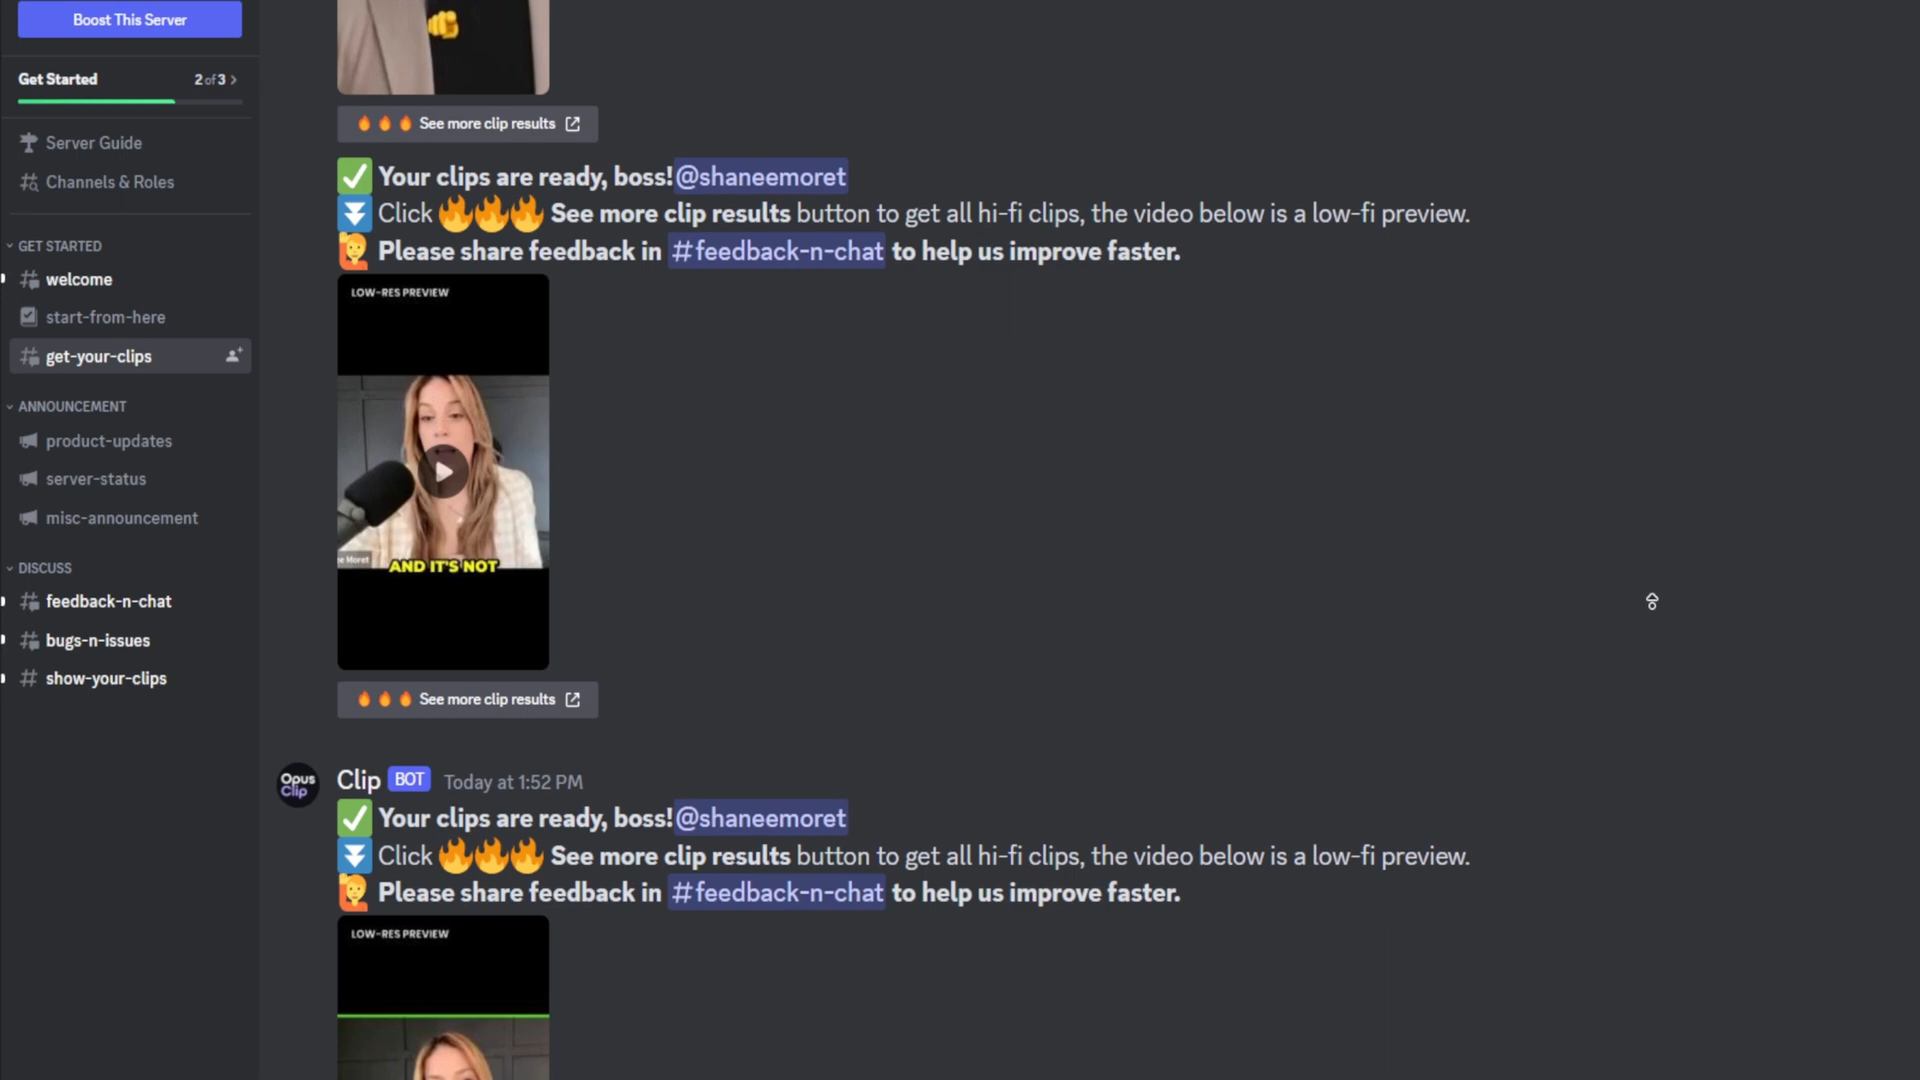 Boost This Server
Get Started 2 of 3
Server Guide
Channels & Roles
GET STARTED
welcome
start-from-here
get-your-clips
ANNOUNCEMENT
product-updates
server-status
misc-announcement
DISCUSS
feedback-n-chat
bugs-n-issues
show-your-clips
See more clip results
Your clips are ready, boss!@shaneemoret
Click See more clip results button to get all hi-fi clips, the video below is a low-fi preview.
Please share feedback in #feedback-n-chat to help us improve faster.
LOW-RES PREVIEW
e Moret
AND IT'S NOT
See more clip results
Opus
Clip
Clip BOT Today at 1:52 PM
Your clips are ready, boss!@shaneemoret
Click See more clip results button to get all hi-fi clips, the video below is a low-fi preview.
Please share feedback in #feedback-n-chat to help us improve faster.
LOW-RES PREVIEW